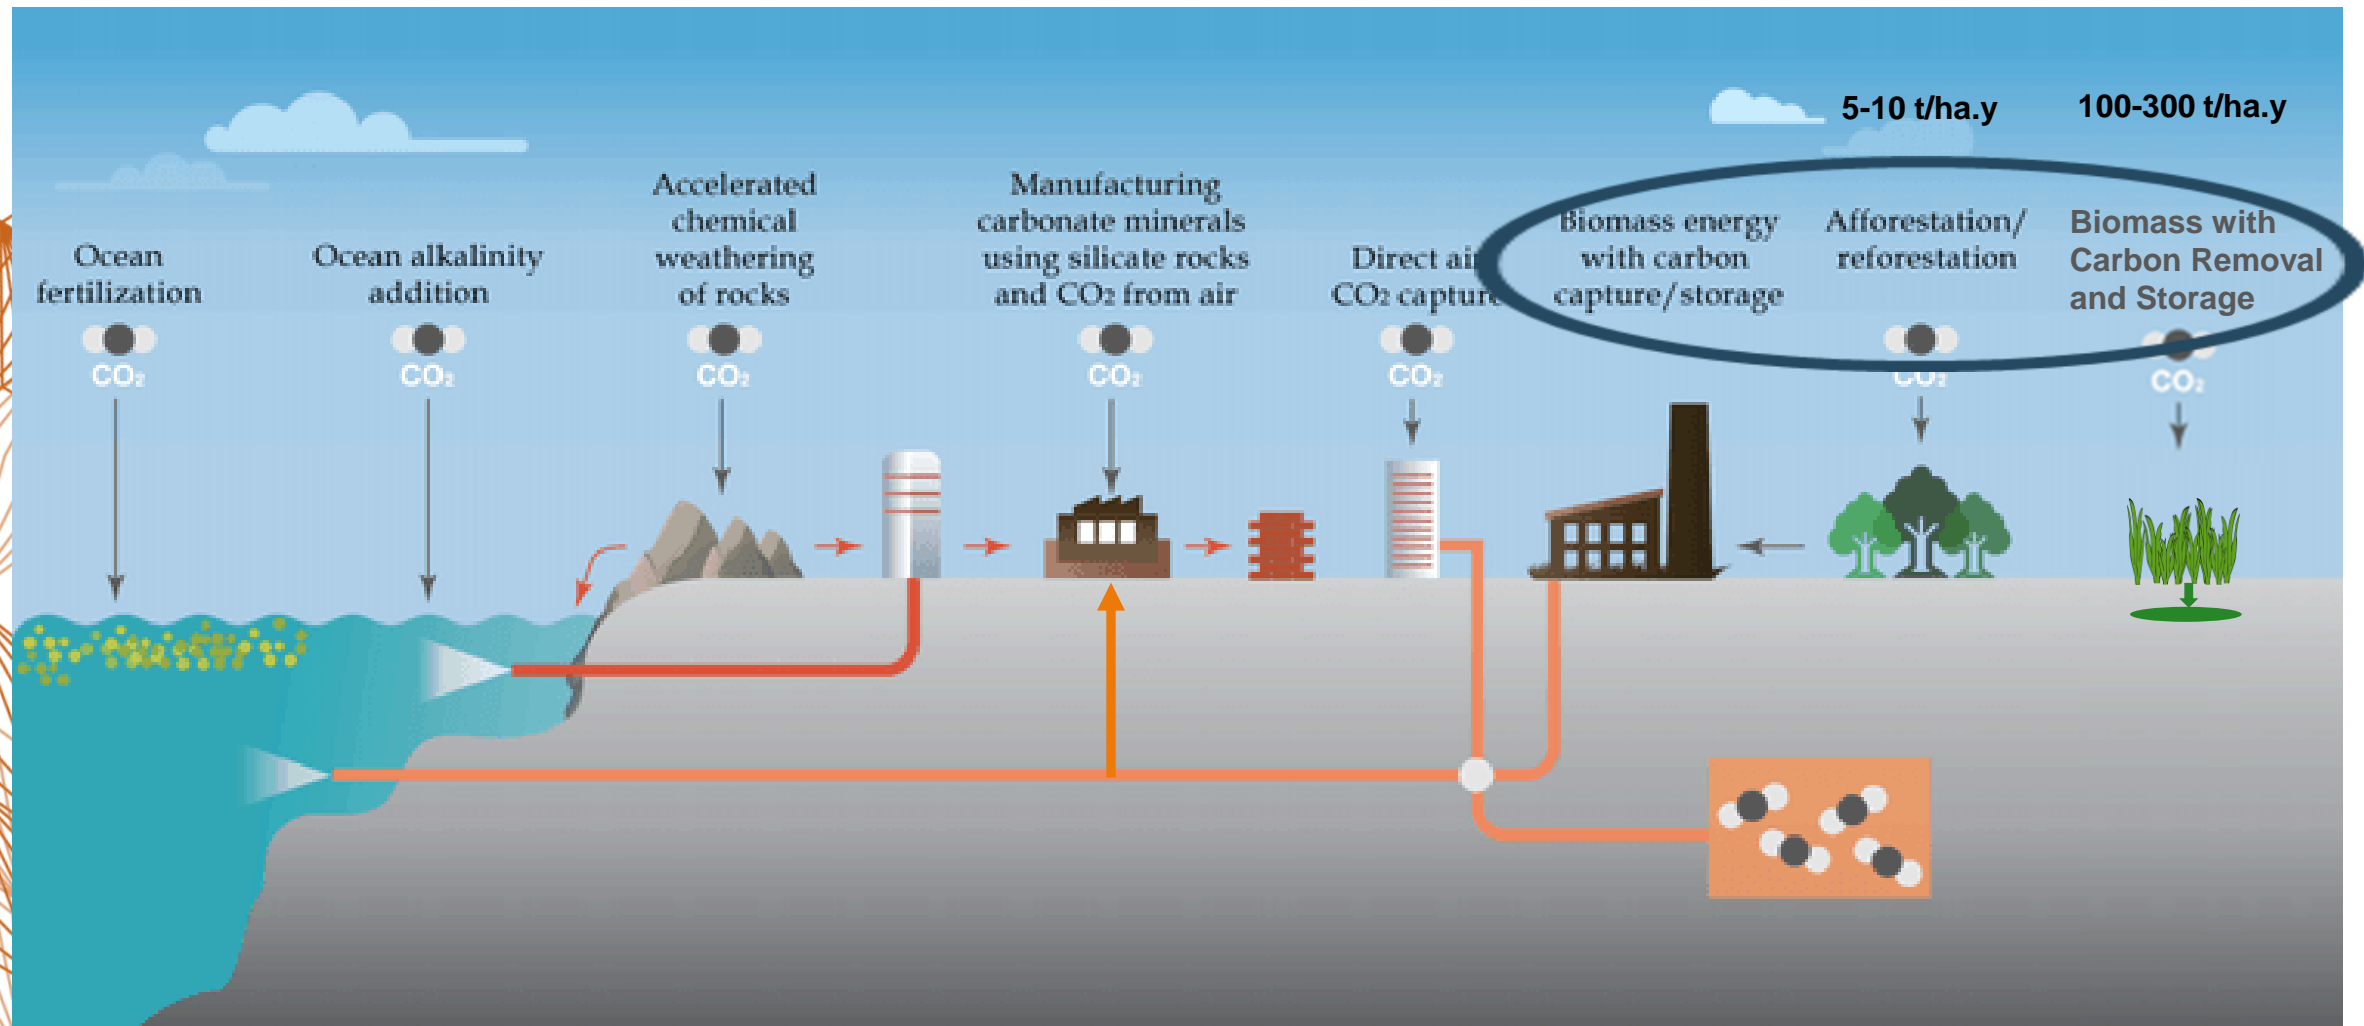 5-10 t/ha.y
100-300 t/ha.y
Ocean
fertilization
CO₂
Ocean alkalinity
addition
CO₂
Accelerated
chemical
weathering
of rocks
CO₂
Manufacturing
carbonate minerals
using silicate rocks
and CO₂ from air
CO₂
Direct air
CO₂ capture
CO₂
Biomass energy
with carbon
capture/storage
Afforestation/
reforestation
CO₂
Biomass with
Carbon Removal
and Storage
CO₂